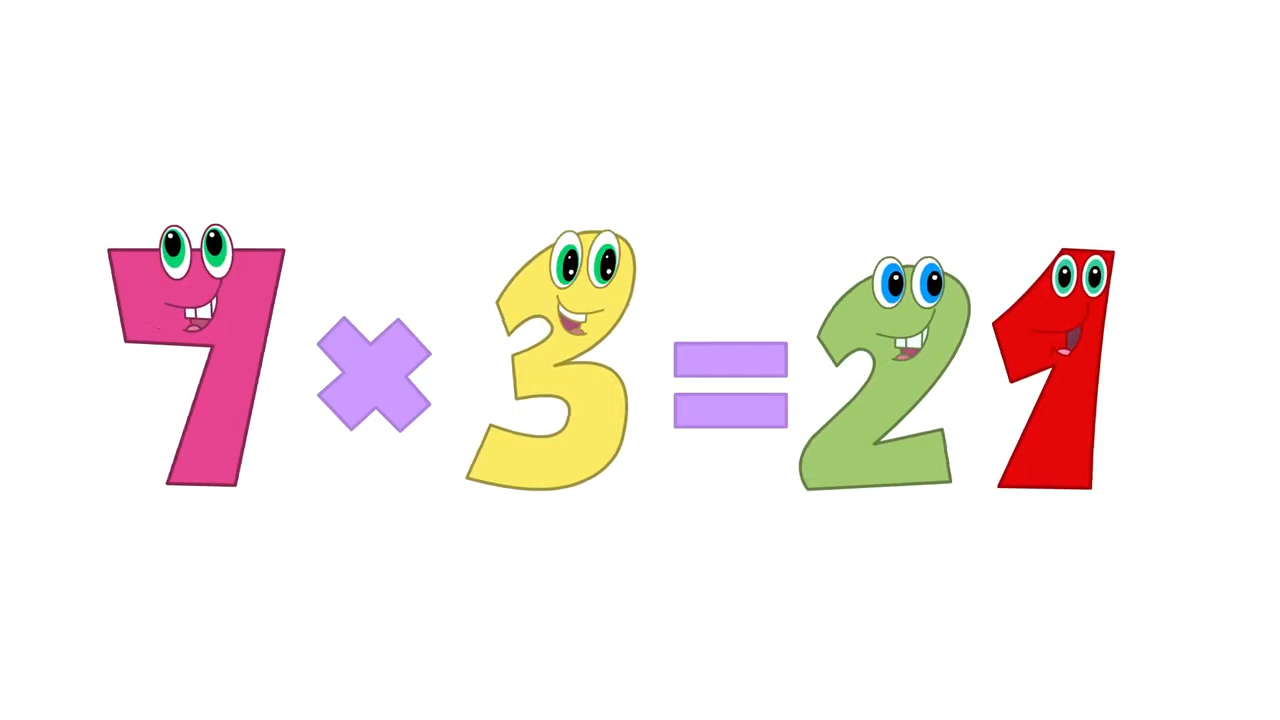 7 × 3 = 21